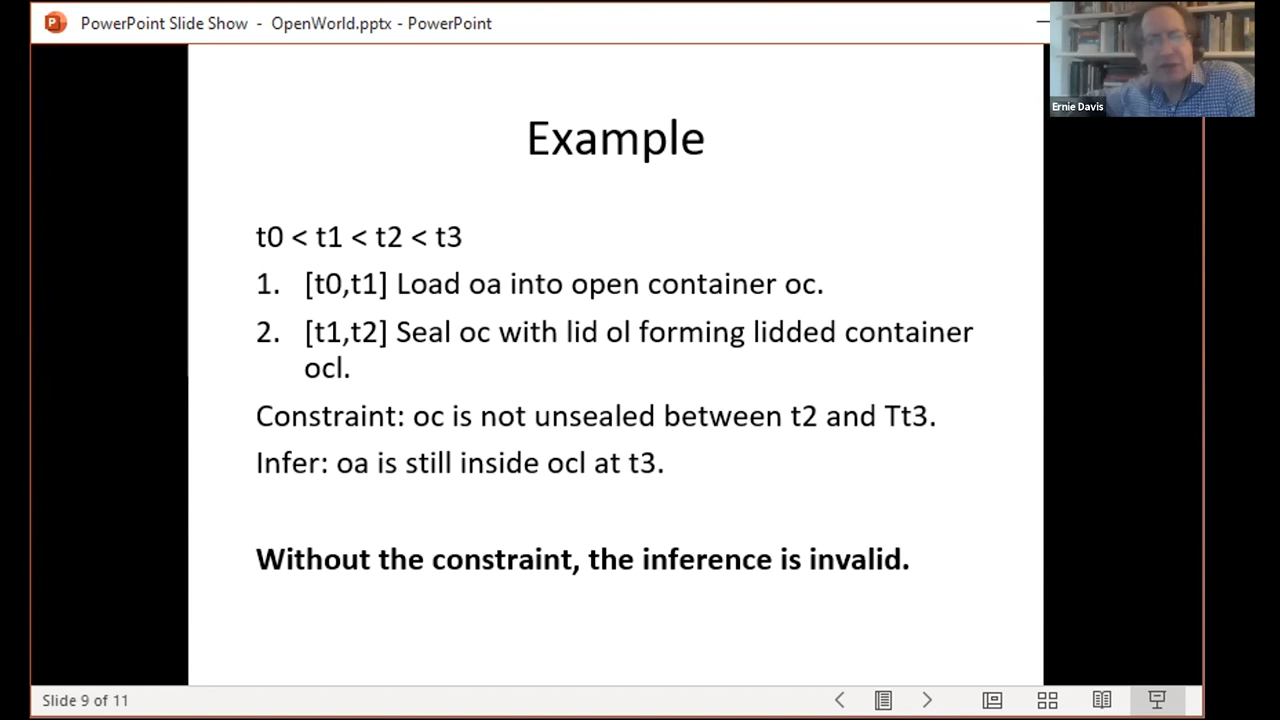 PowerPoint Slide Show - OpenWorld.pptx - PowerPoint
Ernie Davis
Example
t0 < t1 < t2 < t3
1. [t0,t1] Load oa into open container oc.
2. [t1,t2] Seal oc with lid ol forming lidded container
ocl.
Constraint: oc is not unsealed between t2 and Tt3.
Infer: oa is still inside ocl at t3.
Without the constraint, the inference is invalid.
Slide 9 of 11